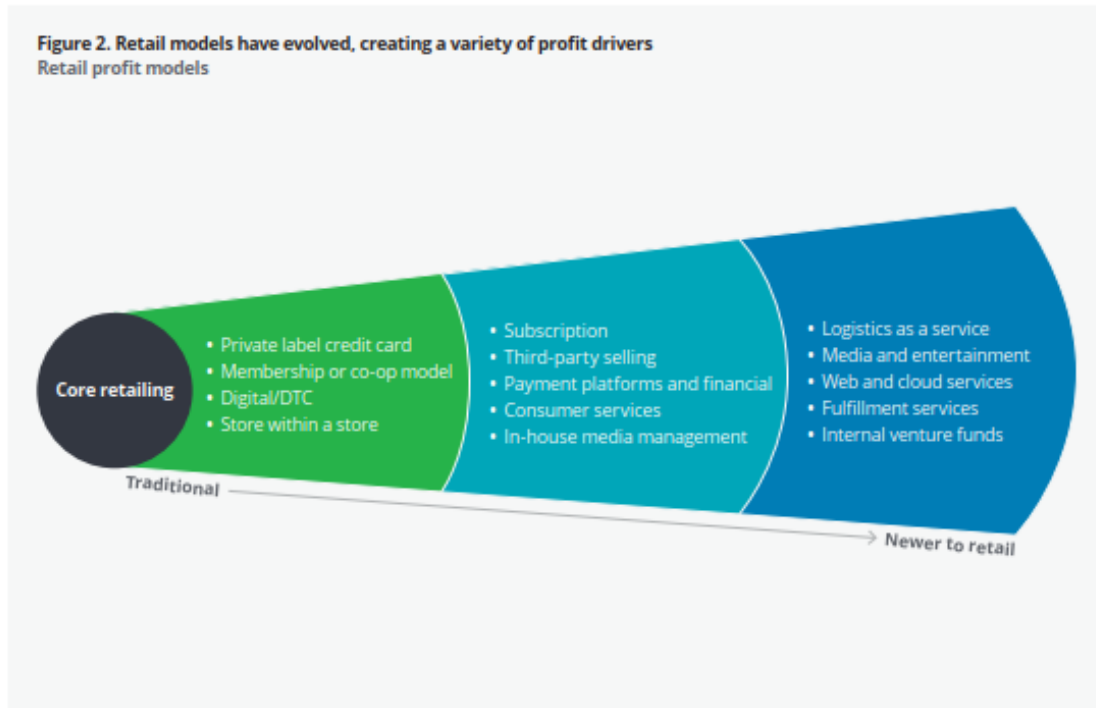 Figure 2. Retail models have evolved, creating a variety of profit drivers
Retail profit models
Core retailing
• Private label credit card
• Membership or co-op model
• Digital/DTC
• Store within a store
• Subscription
• Third-party selling
• Payment platforms and financial
• Consumer services
• In-house media management
• Logistics as a service
• Media and entertainment
• Web and cloud services
• Fulfillment services
• Internal venture funds
Traditional
Newer to retail